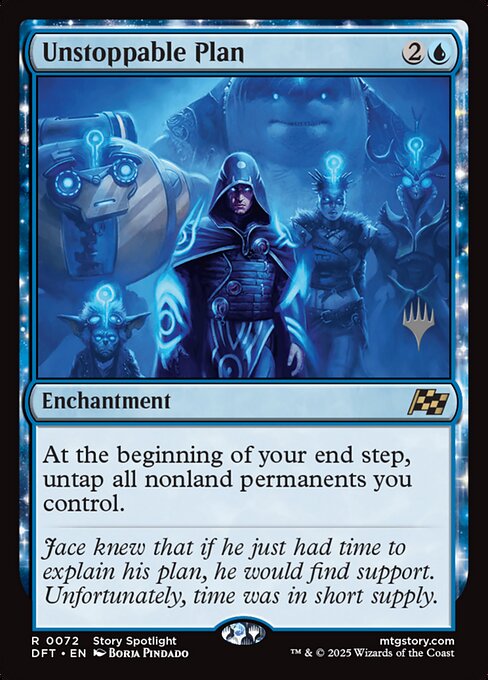 Unstoppable Plan 2
Enchantment
At the beginning of your end step,
untap all nonland permanents you
control.
Jace knew that if he just had time to
explain his plan, he would find support.
Unfortunately, time was in short supply.
R 0072 Story Spotlight mtgstory.com
DFT • EN Borja Pindado ™ & © 2025 Wizards of the Coast